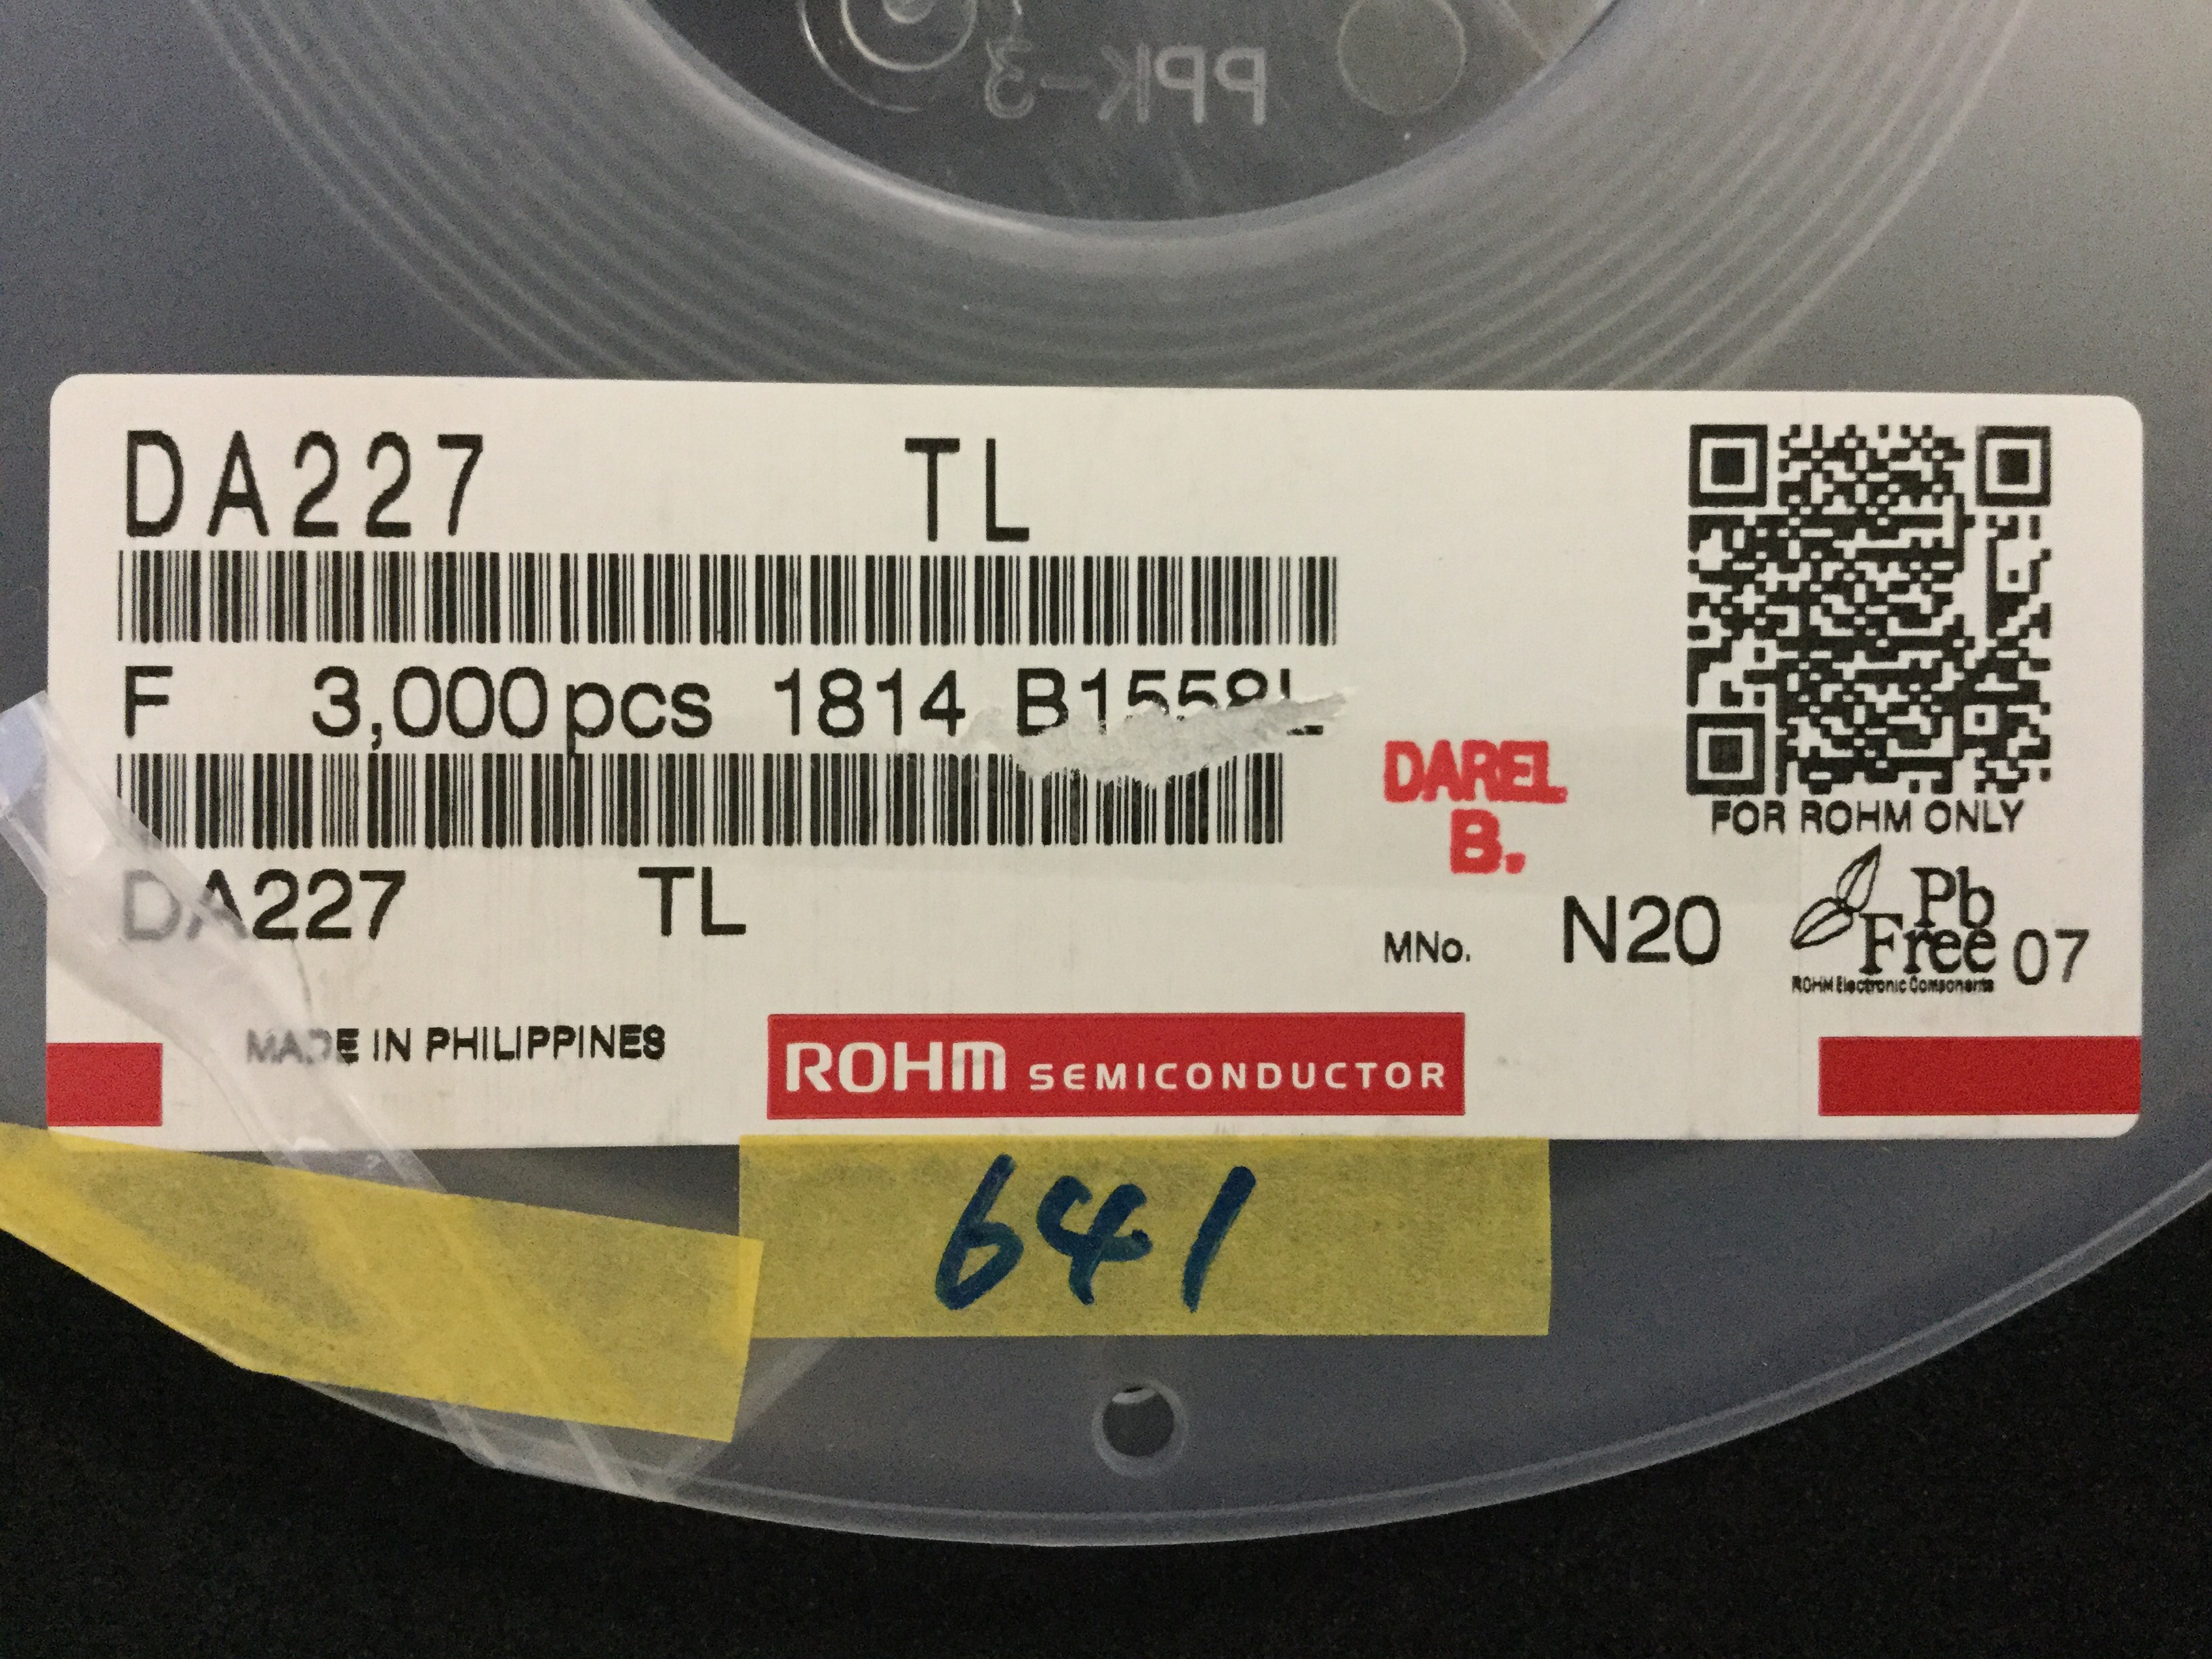 PPK-3
DA227 TL
F 3,000pcs 1814 B1558L
DAREL
B.
FOR ROHM ONLY
DA227 TL
MNo. N20
Pb
Free 07
ROHM Electronic Components
MADE IN PHILIPPINES
ROHM SEMICONDUCTOR
641